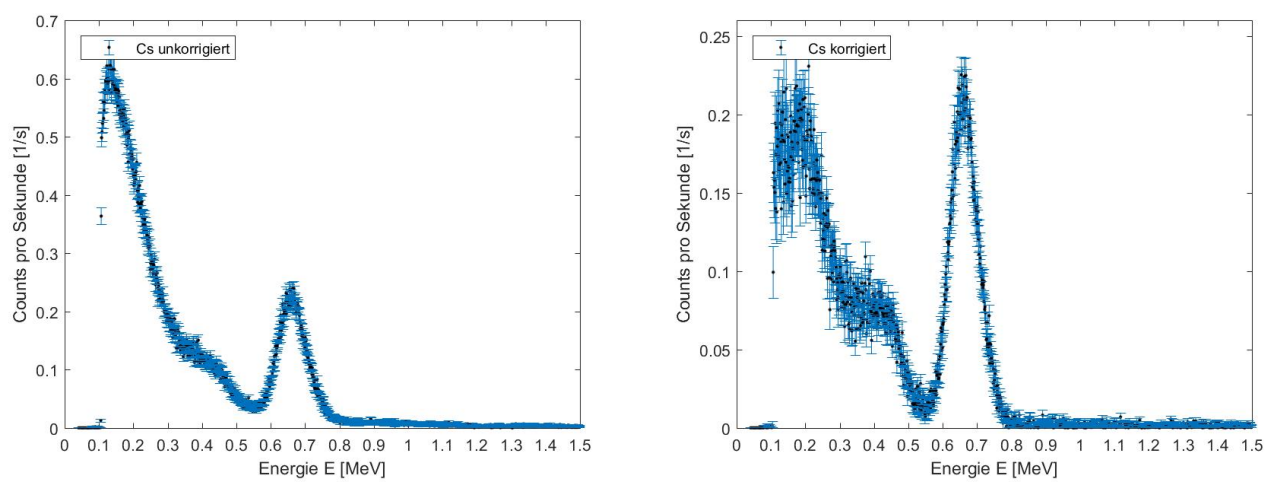 0.7
Cs unkorrigiert
0.6
0.5
0.4
0.3
0.2
0.1
0
Counts pro Sekunde [1/s]
0 0.1 0.2 0.3 0.4 0.5 0.6 0.7 0.8 0.9 1 1.1 1.2 1.3 1.4 1.5
Energie E [MeV]
0.25
Cs korrigiert
0.2
0.15
0.1
0.05
0
Counts pro Sekunde [1/s]
0 0.1 0.2 0.3 0.4 0.5 0.6 0.7 0.8 0.9 1 1.1 1.2 1.3 1.4 1.5
Energie E [MeV]